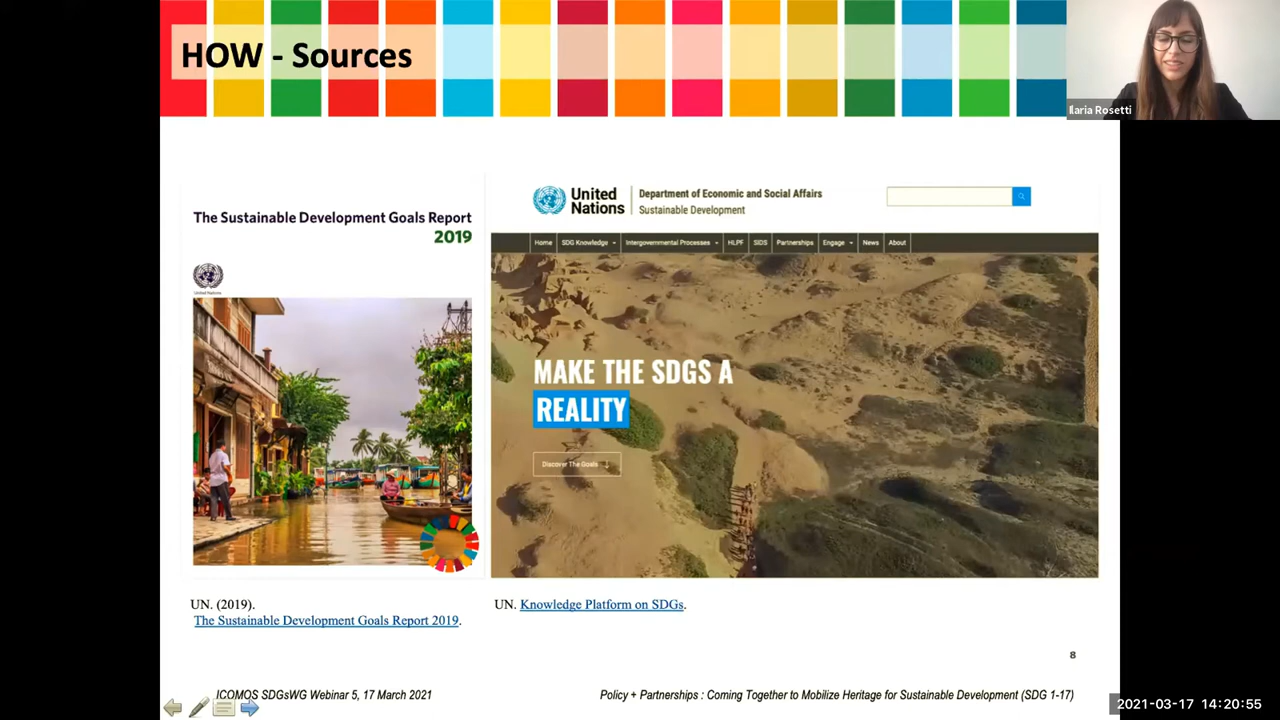 HOW - Sources
Ilaria Rosetti
The Sustainable Development Goals Report
2019
United Nations
United
Nations
Department of Economic and Social Affairs
Sustainable Development
Home
SDG Knowledge
Intergovernmental Processes
HLPF
SIDS
Partnerships
Engage
News
About
MAKE THE SDGS A
REALITY
Discover The Goals
UN. (2019).
The Sustainable Development Goals Report 2019.
UN. Knowledge Platform on SDGs.
8
ICOMOS SDGsWG Webinar 5, 17 March 2021
Policy + Partnerships : Coming Together to Mobilize Heritage for Sustainable Development (SDG 1-17)
2021-03-17 14:20:55